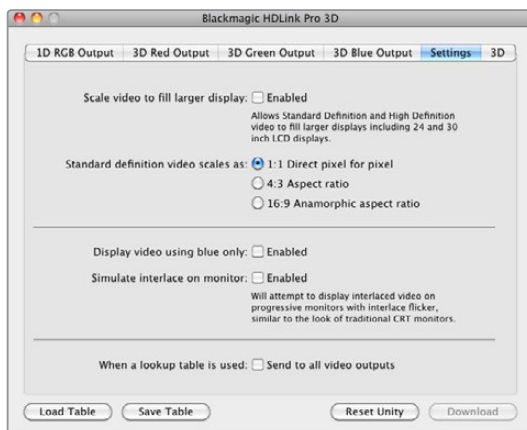 Blackmagic HDLink Pro 3D
1D RGB Output 3D Red Output 3D Green Output 3D Blue Output Settings 3D
Scale video to fill larger display: Enabled
Allows Standard Definition and High Definition
video to fill larger displays including 24 and 30
inch LCD displays.
Standard definition video scales as: 1:1 Direct pixel for pixel
4:3 Aspect ratio
16:9 Anamorphic aspect ratio
Display video using blue only: Enabled
Simulate interlace on monitor: Enabled
Will attempt to display interlaced video on
progressive monitors with interlace flicker,
similar to the look of traditional CRT monitors.
When a lookup table is used: Send to all video outputs
Load Table Save Table Reset Unity Download